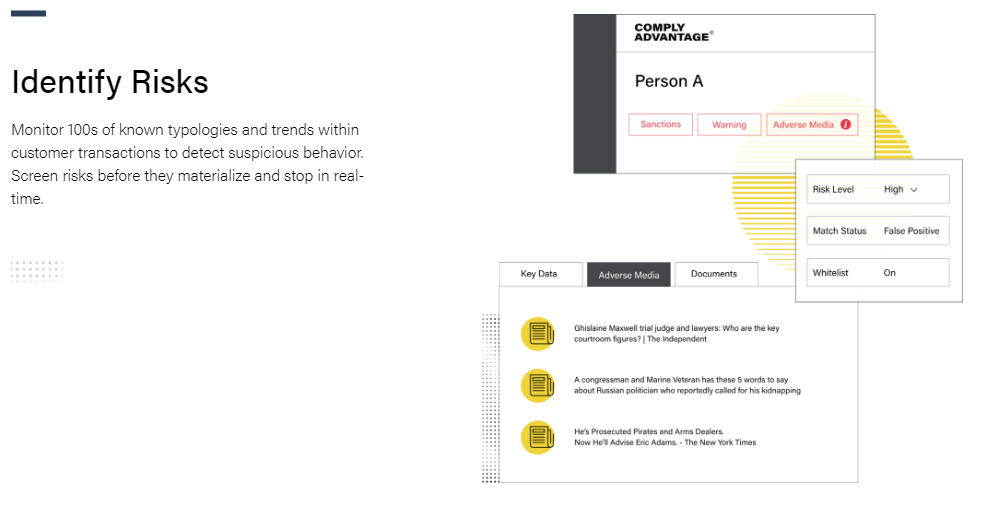 Identify Risks
Monitor 100s of known typologies and trends within
customer transactions to detect suspicious behavior.
Screen risks before they materialize and stop in real-
time.
COMPLY
ADVANTAGE®
Person A
Sanctions
Warning
Adverse Media i
Risk Level High
Match Status False Positive
Whitelist On
Key Data
Adverse Media
Documents
Ghislaine Maxwell trial judge and lawyers: Who are the key
courtroom figures? | The Independent
A congressman and Marine Veteran has these 5 words to say
about Russian politician who reportedly called for his kidnapping
He's Prosecuted Pirates and Arms Dealers.
Now He'll Advise Eric Adams. - The New York Times